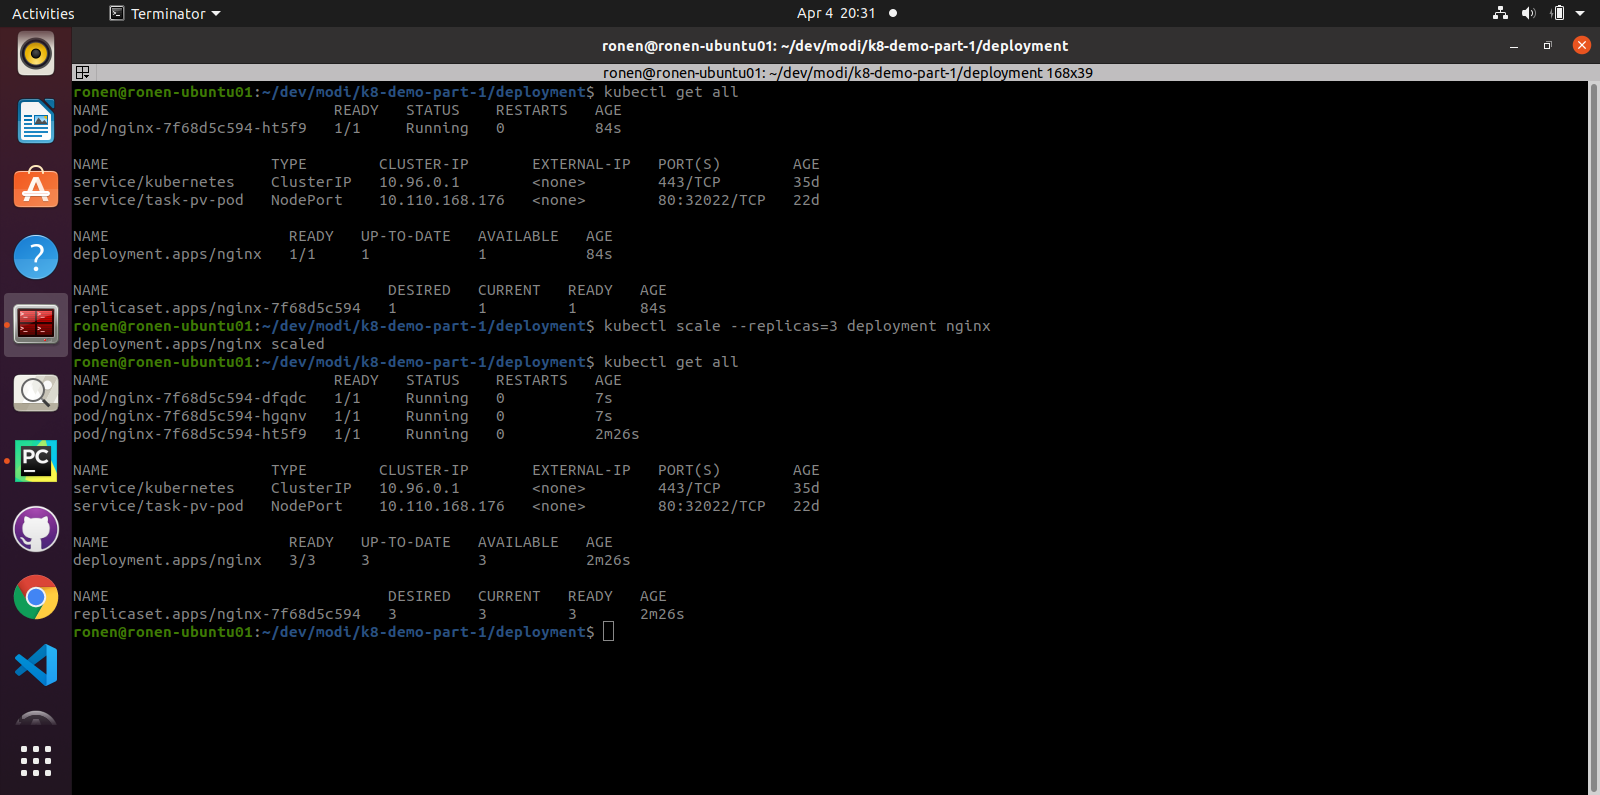 Activities Terminator Apr 4 20:31
ronen@ronen-ubuntu01: ~/dev/modi/k8-demo-part-1/deployment
ronen@ronen-ubuntu01: ~/dev/modi/k8-demo-part-1/deployment 168x39
ronen@ronen-ubuntu01:~/dev/modi/k8-demo-part-1/deployment$ kubectl get all
NAME READY STATUS RESTARTS AGE
pod/nginx-7f68d5c594-ht5f9 1/1 Running 0 84s
NAME TYPE CLUSTER-IP EXTERNAL-IP PORT(S) AGE
service/kubernetes ClusterIP 10.96.0.1 <none> 443/TCP 35d
service/task-pv-pod NodePort 10.110.168.176 <none> 80:32022/TCP 22d
NAME READY UP-TO-DATE AVAILABLE AGE
deployment.apps/nginx 1/1 1 1 84s
NAME DESIRED CURRENT READY AGE
replicaset.apps/nginx-7f68d5c594 1 1 1 84s
ronen@ronen-ubuntu01:~/dev/modi/k8-demo-part-1/deployment$ kubectl scale --replicas=3 deployment nginx
deployment.apps/nginx scaled
ronen@ronen-ubuntu01:~/dev/modi/k8-demo-part-1/deployment$ kubectl get all
NAME READY STATUS RESTARTS AGE
pod/nginx-7f68d5c594-dfqdc 1/1 Running 0 7s
pod/nginx-7f68d5c594-hgqnv 1/1 Running 0 7s
pod/nginx-7f68d5c594-ht5f9 1/1 Running 0 2m26s
NAME TYPE CLUSTER-IP EXTERNAL-IP PORT(S) AGE
service/kubernetes ClusterIP 10.96.0.1 <none> 443/TCP 35d
service/task-pv-pod NodePort 10.110.168.176 <none> 80:32022/TCP 22d
NAME READY UP-TO-DATE AVAILABLE AGE
deployment.apps/nginx 3/3 3 3 2m26s
NAME DESIRED CURRENT READY AGE
replicaset.apps/nginx-7f68d5c594 3 3 3 2m26s
ronen@ronen-ubuntu01:~/dev/modi/k8-demo-part-1/deployment$
PC